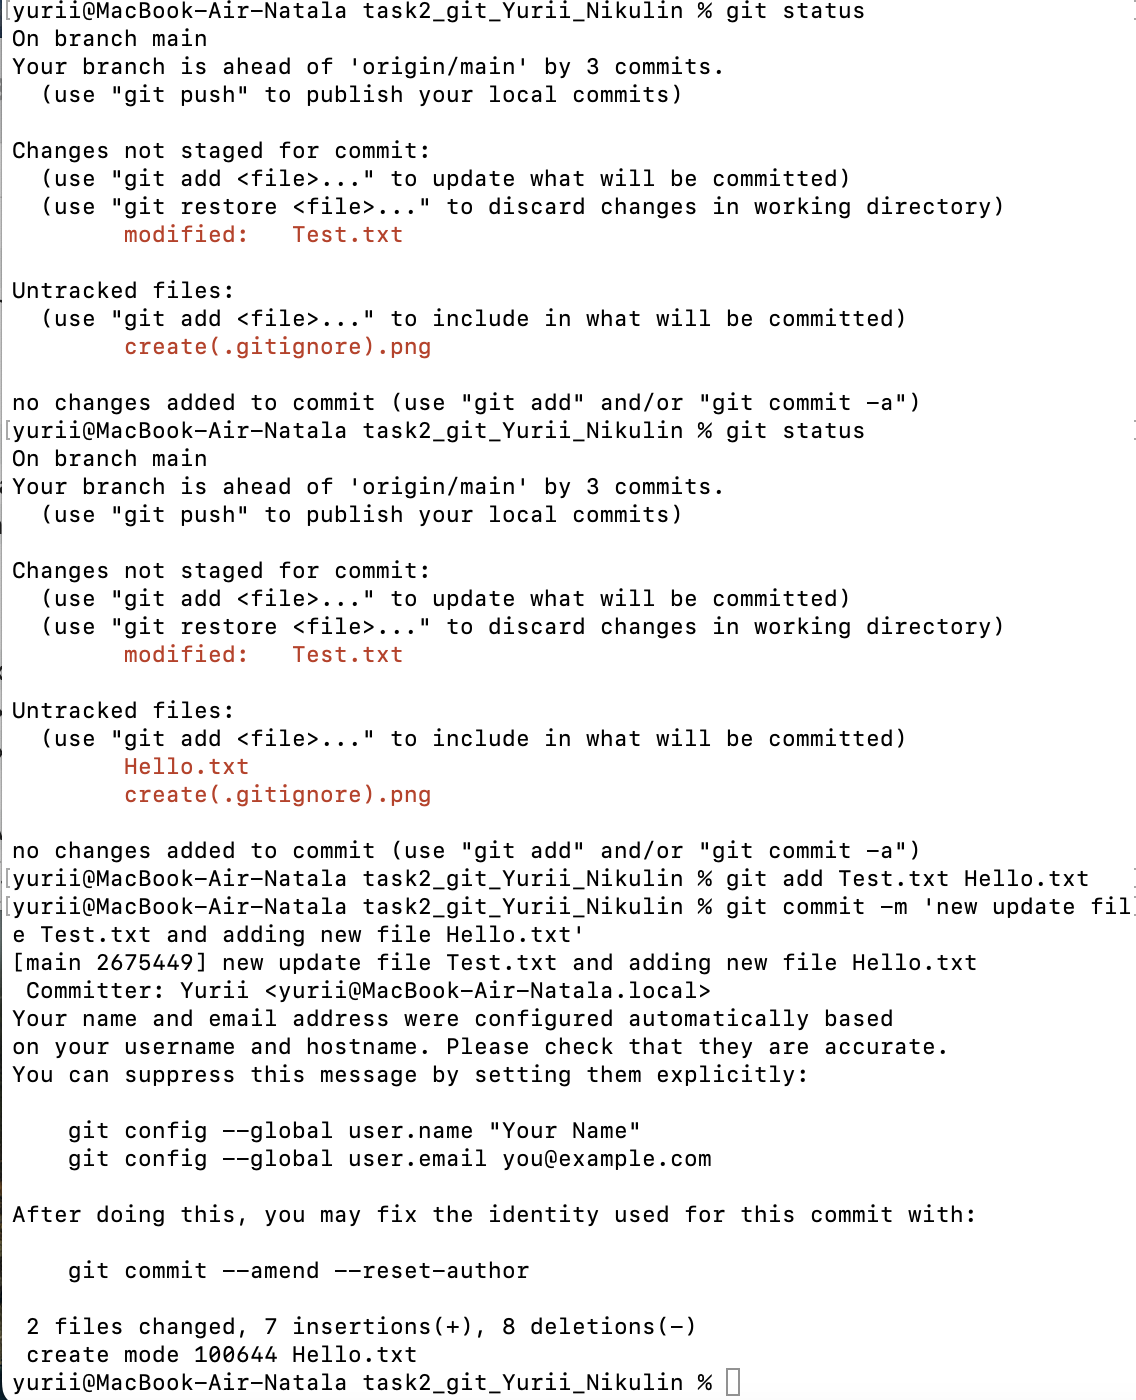 [yurii@MacBook-Air-Natala task2_git_Yurii_Nikulin % git status
On branch main
Your branch is ahead of 'origin/main' by 3 commits.
  (use "git push" to publish your local commits)

Changes not staged for commit:
  (use "git add <file>..." to update what will be committed)
  (use "git restore <file>..." to discard changes in working directory)
        modified:   Test.txt

Untracked files:
  (use "git add <file>..." to include in what will be committed)
        create(.gitignore).png

no changes added to commit (use "git add" and/or "git commit -a")
[yurii@MacBook-Air-Natala task2_git_Yurii_Nikulin % git status
On branch main
Your branch is ahead of 'origin/main' by 3 commits.
  (use "git push" to publish your local commits)

Changes not staged for commit:
  (use "git add <file>..." to update what will be committed)
  (use "git restore <file>..." to discard changes in working directory)
        modified:   Test.txt

Untracked files:
  (use "git add <file>..." to include in what will be committed)
        Hello.txt
        create(.gitignore).png

no changes added to commit (use "git add" and/or "git commit -a")
[yurii@MacBook-Air-Natala task2_git_Yurii_Nikulin % git add Test.txt Hello.txt
[yurii@MacBook-Air-Natala task2_git_Yurii_Nikulin % git commit -m 'new update fil
e Test.txt and adding new file Hello.txt'
[main 2675449] new update file Test.txt and adding new file Hello.txt
 Committer: Yurii <yurii@MacBook-Air-Natala.local>
Your name and email address were configured automatically based
on your username and hostname. Please check that they are accurate.
You can suppress this message by setting them explicitly:

    git config --global user.name "Your Name"
    git config --global user.email you@example.com

After doing this, you may fix the identity used for this commit with:

    git commit --amend --reset-author

 2 files changed, 7 insertions(+), 8 deletions(-)
 create mode 100644 Hello.txt
yurii@MacBook-Air-Natala task2_git_Yurii_Nikulin %